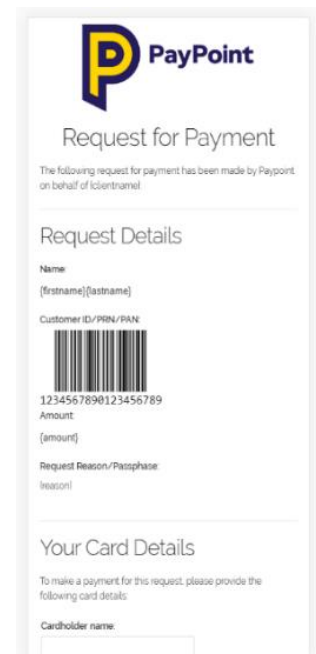 PayPoint
Request for Payment
The following request for payment has been made by Paypoint
on behalf of {clientname}
Request Details
Name:
{firstname}{lastname}
Customer ID/PRN/PAN:
1234567890123456789
Amount:
{amount}
Request Reason/Passphase:
{reason}
Your Card Details
To make a payment for this request, please provide the
following card details:
Cardholder name: